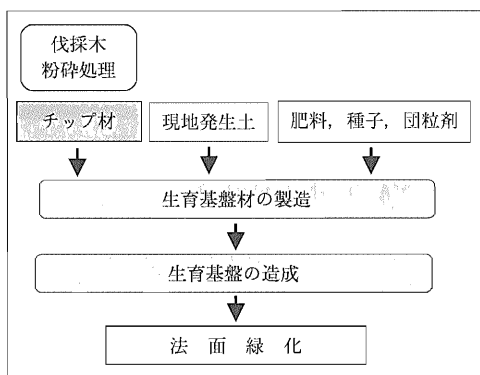 伐採木
粉砕処理
チップ材
現地発生土
肥料，種子，団粒剤
生育基盤材の製造
生育基盤の造成
法面緑化